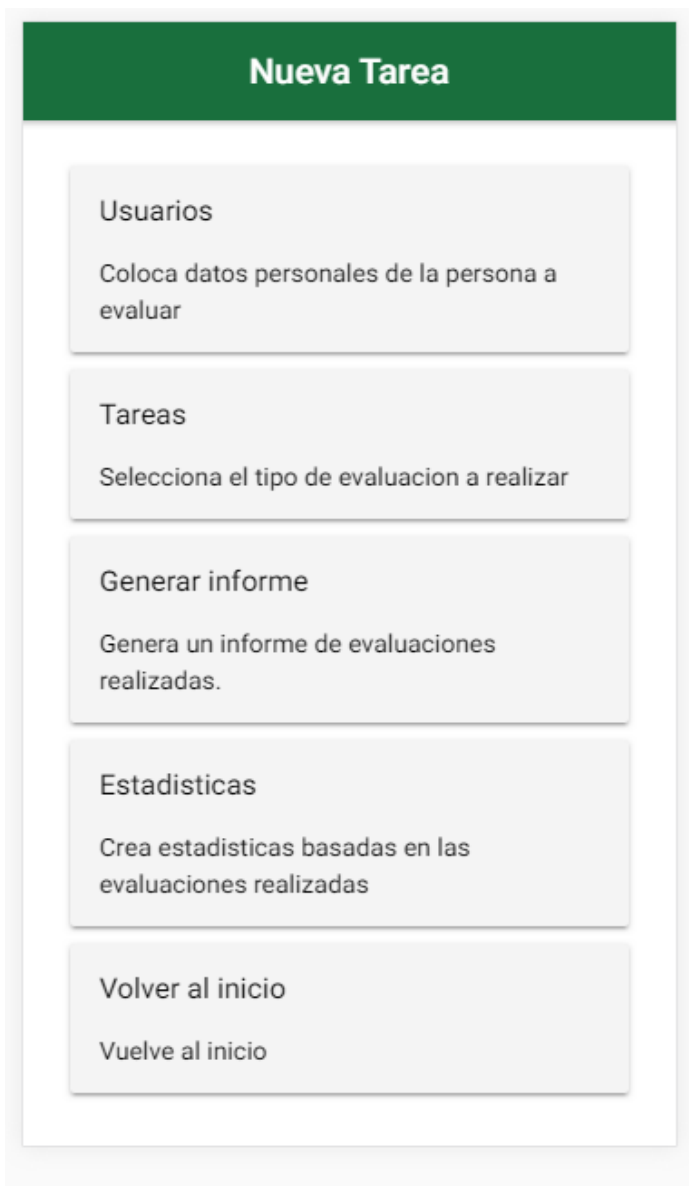 Nueva Tarea
Usuarios
Coloca datos personales de la persona a
evaluar
Tareas
Selecciona el tipo de evaluacion a realizar
Generar informe
Genera un informe de evaluaciones
realizadas.
Estadisticas
Crea estadisticas basadas en las
evaluaciones realizadas
Volver al inicio
Vuelve al inicio